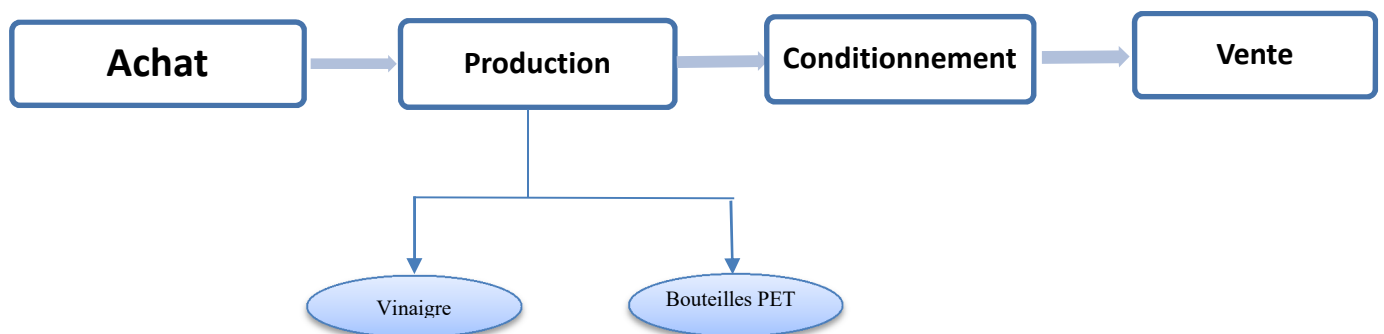 Achat
Production
Conditionnement
Vente
Vinaigre
Bouteilles PET